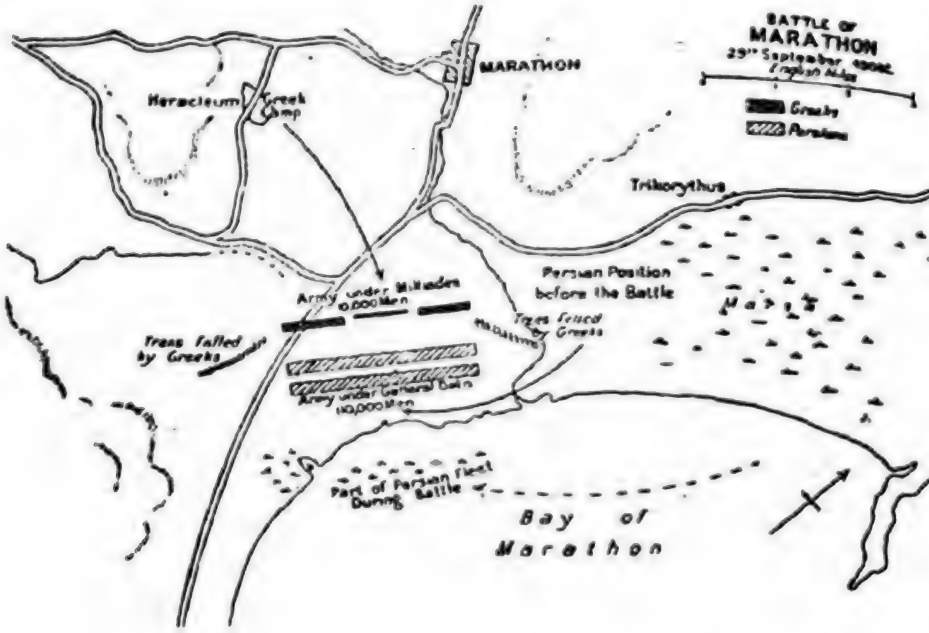 BATTLE OF
MARATHON
29TH September, 490BC
English Miles
Greeks
Persians
MARATHON
Heracleum
Greek
Camp
Trikorythus
Persian Position
before the Battle
Marsh
Army under Miltiades
10,000 Men
Trees Felled
by Greeks
Trees Felled
by Greeks
Army under General Datis
110,000 Men
Part of Persian Fleet
During Battle
Bay of
Marathon